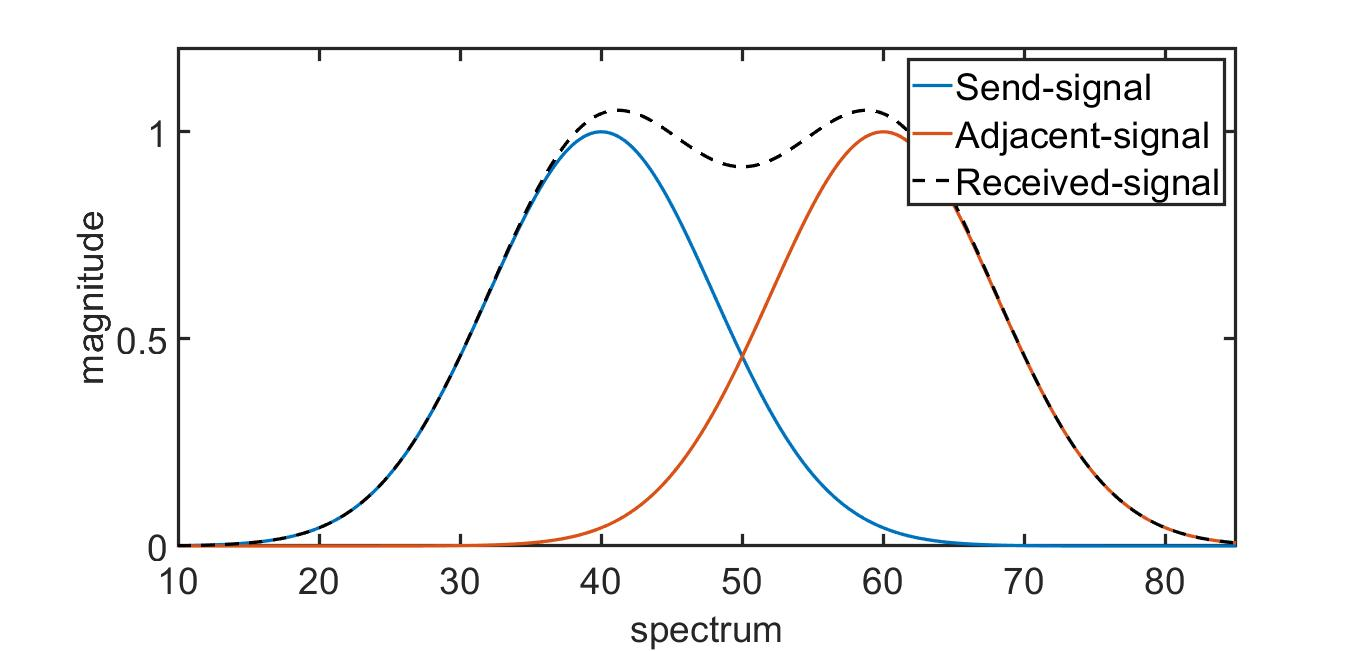 Send-signal
Adjacent-signal
Received-signal
1
0.5
0
magnitude
10 20 30 40 50 60 70 80
spectrum